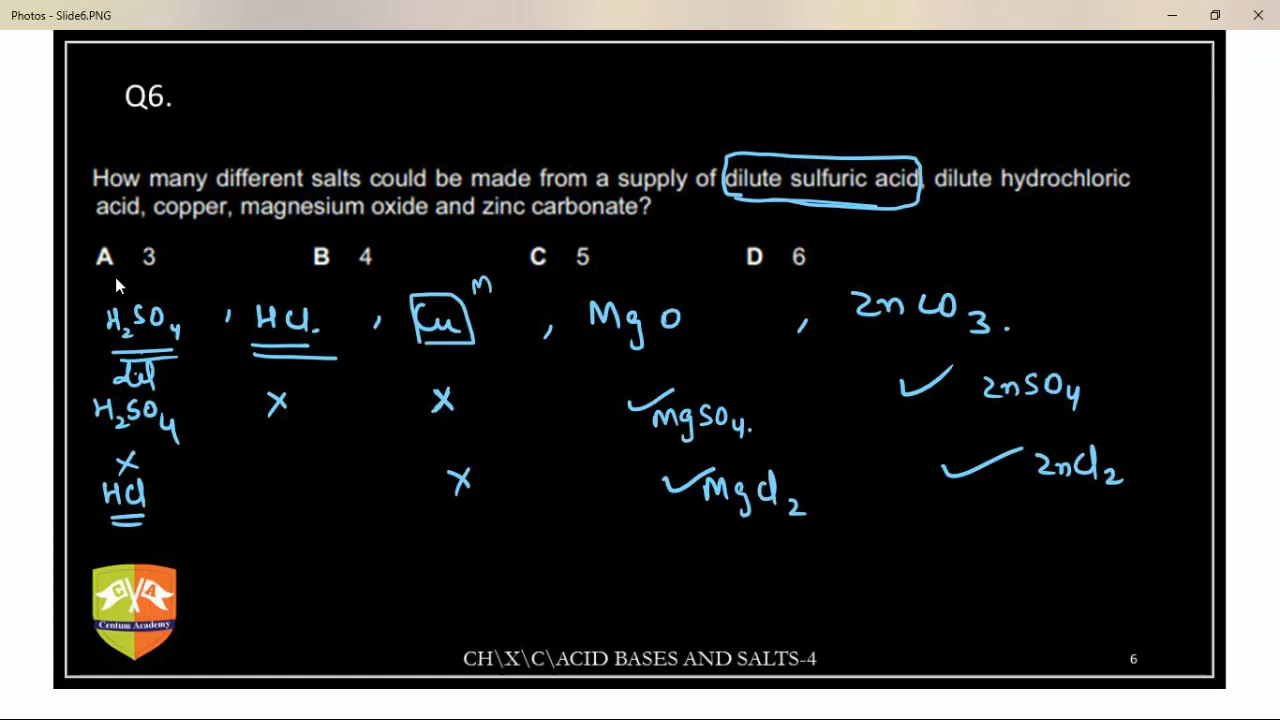 Photos - Slide6.PNG
Q6.
How many different salts could be made from a supply of dilute sulfuric acid, dilute hydrochloric
acid, copper, magnesium oxide and zinc carbonate?
A 3 B 4 C 5 D 6
M
H₂SO₄ , HCl. , Cu , MgO , ZnCO₃.
dil
H₂SO₄ x x ✓ MgSO₄. ✓ ZnSO₄
x
HCl x ✓ MgCl₂ ✓ ZnCl₂
C A
Centum Academy
CH\X\C\ACID BASES AND SALTS-4 6